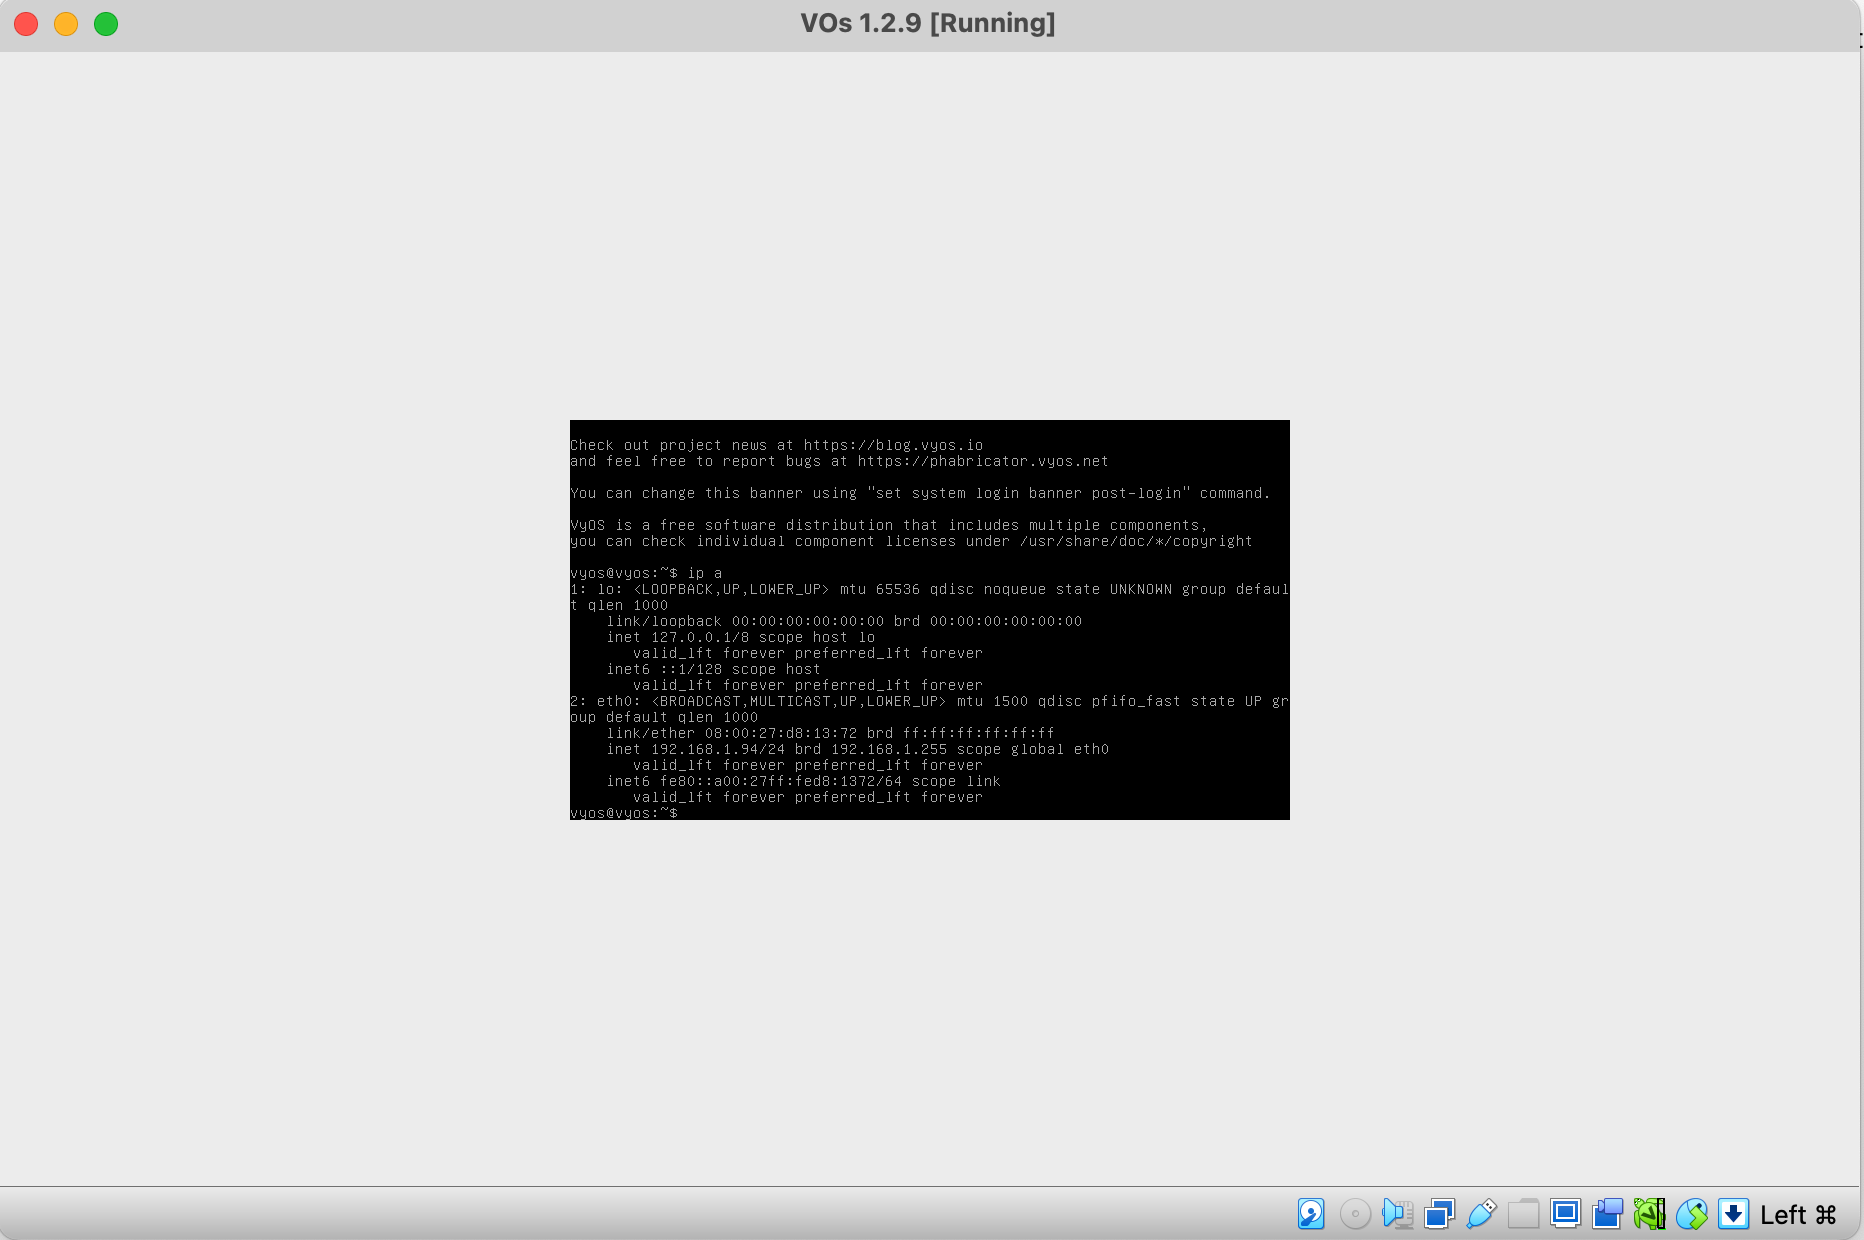 VOs 1.2.9 [Running]
Check out project news at https://blog.vyos.io
and feel free to report bugs at https://phabricator.vyos.net
You can change this banner using "set system login banner post-login" command.
VyOS is a free software distribution that includes multiple components,
you can check individual component licenses under /usr/share/doc/*/copyright
vyos@vyos:~$ ip a
1: lo: <LOOPBACK,UP,LOWER_UP> mtu 65536 qdisc noqueue state UNKNOWN group defaul
t qlen 1000
    link/loopback 00:00:00:00:00:00 brd 00:00:00:00:00:00
    inet 127.0.0.1/8 scope host lo
       valid_lft forever preferred_lft forever
    inet6 ::1/128 scope host
       valid_lft forever preferred_lft forever
2: eth0: <BROADCAST,MULTICAST,UP,LOWER_UP> mtu 1500 qdisc pfifo_fast state UP gr
oup default qlen 1000
    link/ether 08:00:27:d8:13:72 brd ff:ff:ff:ff:ff:ff
    inet 192.168.1.94/24 brd 192.168.1.255 scope global eth0
       valid_lft forever preferred_lft forever
    inet6 fe80::a00:27ff:fed8:1372/64 scope link
       valid_lft forever preferred_lft forever
vyos@vyos:~$
Left ⌘